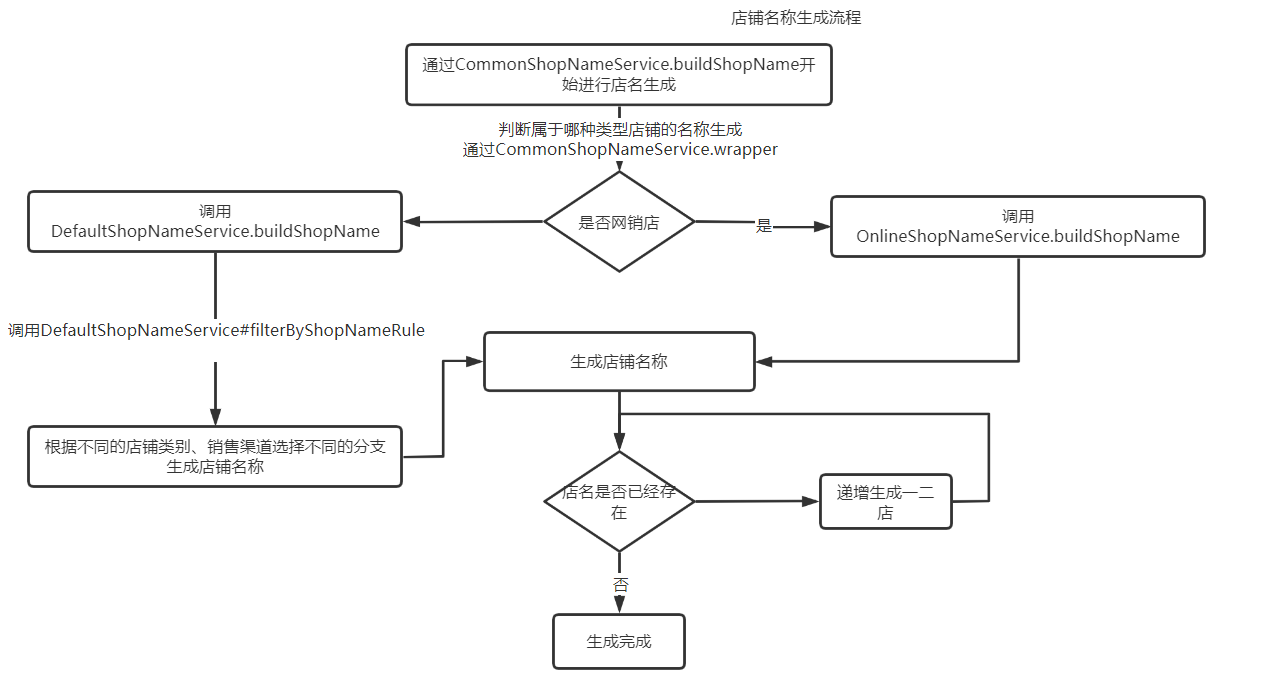 店铺名称生成流程
通过CommonShopNameService.buildShopName开
始进行店名生成
判断属于哪种类型店铺的名称生成
通过CommonShopNameService.wrapper
是否网销店
是
调用
DefaultShopNameService.buildShopName
调用
OnlineShopNameService.buildShopName
调用DefaultShopNameService#filterByShopNameRule
生成店铺名称
根据不同的店铺类别、销售渠道选择不同的分支
生成店铺名称
店名是否已经存
在
递增生成一二
店
否
生成完成